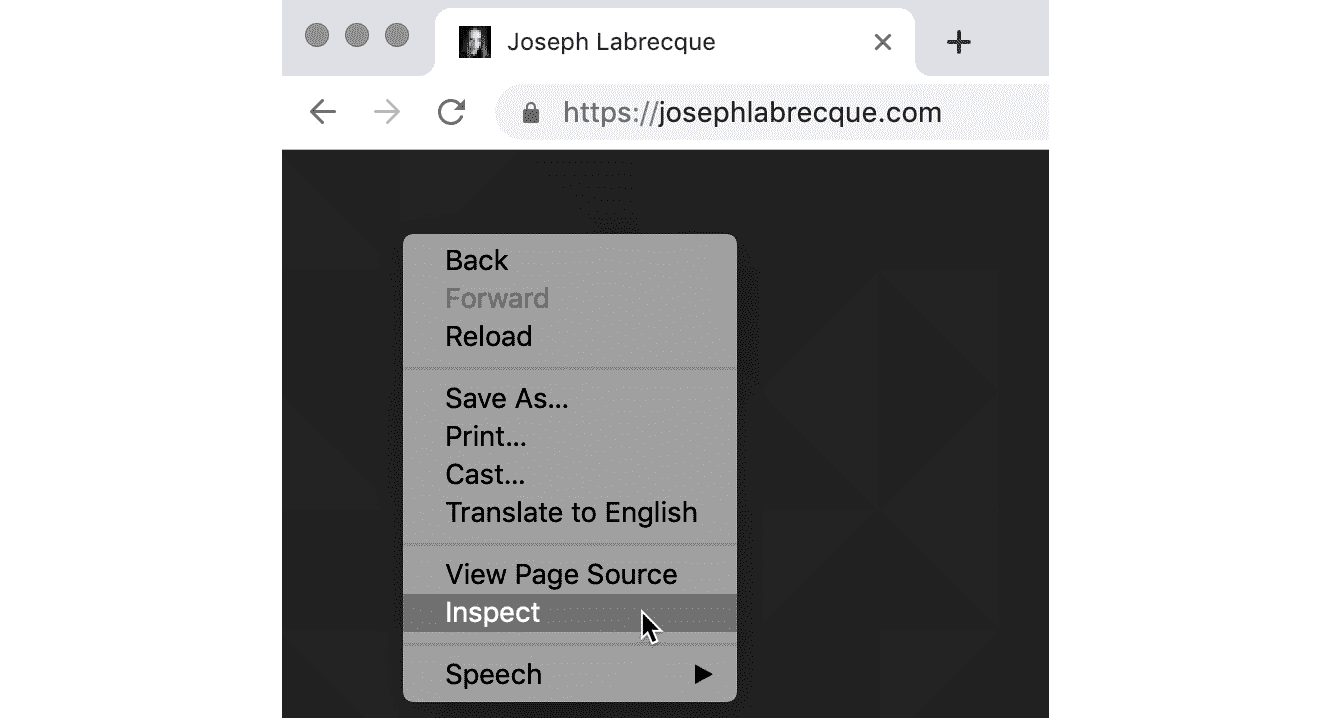 Joseph Labrecque
https://josephlabrecque.com
Back
Forward
Reload
Save As...
Print...
Cast...
Translate to English
View Page Source
Inspect
Speech